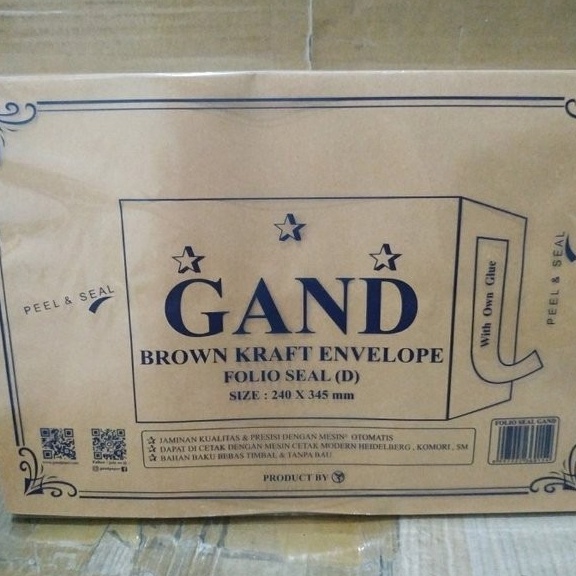 PEEL & SEAL
GAND
BROWN KRAFT ENVELOPE
FOLIO SEAL (D)
SIZE : 240 X 345 mm
With Own Glue
PEEL & SEAL
JAMINAN KUALITAS & PRESISI DENGAN MESIN² OTOMATIS
DAPAT DI CETAK DENGAN MESIN CETAK MODERN HEIDELBERG , KOMORI , SM
BAHAN BAKU BEBAS TIMBAL & TANPA BAU
FOLIO SEAL GAND
PRODUCT BY